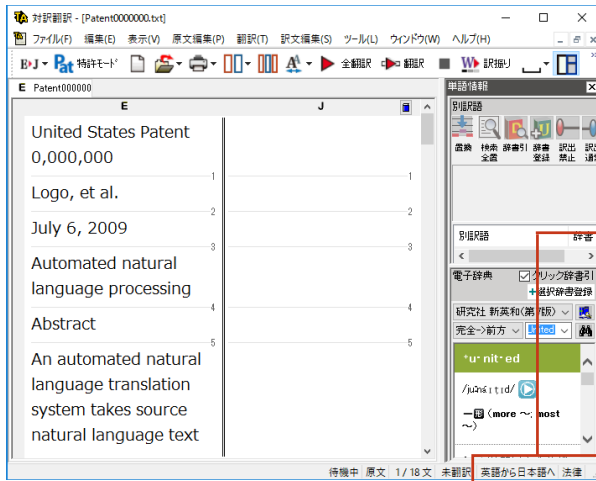 対訳翻訳 - [Patent0000000.txt]
ファイル(F) 編集(E) 表示(V) 原文編集(P) 翻訳(T) 訳文編集(S) ツール(L) ウィンドウ(W) ヘルプ(H)
E▶J Pat 特許モード 全翻訳 翻訳 W 訳振り
E Patent000000
単語情報
E J
別訳語
置換 検索全置 辞書引 辞書登録 訳出禁止
United States Patent
0,000,000
1 1
Logo, et al.
2 2
July 6, 2009
3 3
Automated natural
language processing
4 4
Abstract
5 5
An automated natural
language translation
system takes source
natural language text
別訳語 辞書
電子辞典 クリック辞書引
+選択辞書登録
研究社 新英和(第7版)
完全->前方 United
*u·nit·ed
一形 (more ～; most
～)
待機中 原文 1/18文 未翻訳 英語から日本語へ 法律